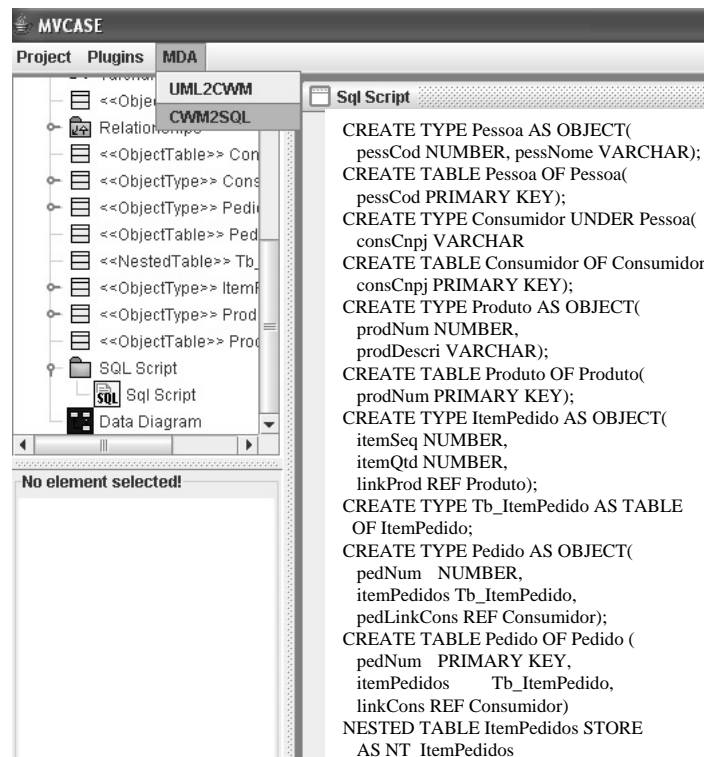 MVCASE
Project Plugins MDA
UML2CWM
CWM2SQL
<<Obje
Relationships
<<ObjectTable>> Con
<<ObjectType>> Cons
<<ObjectType>> Pedi
<<ObjectTable>> Ped
<<NestedTable>> Tb_
<<ObjectType>> ItemP
<<ObjectType>> Prod
<<ObjectTable>> Proc
SQL Script
SQL Sql Script
Data Diagram
No element selected!
Sql Script
CREATE TYPE Pessoa AS OBJECT(
pessCod NUMBER, pessNome VARCHAR);
CREATE TABLE Pessoa OF Pessoa(
pessCod PRIMARY KEY);
CREATE TYPE Consumidor UNDER Pessoa(
consCnpj VARCHAR
CREATE TABLE Consumidor OF Consumidor
consCnpj PRIMARY KEY);
CREATE TYPE Produto AS OBJECT(
prodNum NUMBER,
prodDescri VARCHAR);
CREATE TABLE Produto OF Produto(
prodNum PRIMARY KEY);
CREATE TYPE ItemPedido AS OBJECT(
itemSeq NUMBER,
itemQtd NUMBER,
linkProd REF Produto);
CREATE TYPE Tb_ItemPedido AS TABLE
OF ItemPedido;
CREATE TYPE Pedido AS OBJECT(
pedNum NUMBER,
itemPedidos Tb_ItemPedido,
pedLinkCons REF Consumidor);
CREATE TABLE Pedido OF Pedido (
pedNum PRIMARY KEY,
itemPedidos Tb_ItemPedido,
linkCons REF Consumidor)
NESTED TABLE ItemPedidos STORE
AS NT_ItemPedidos